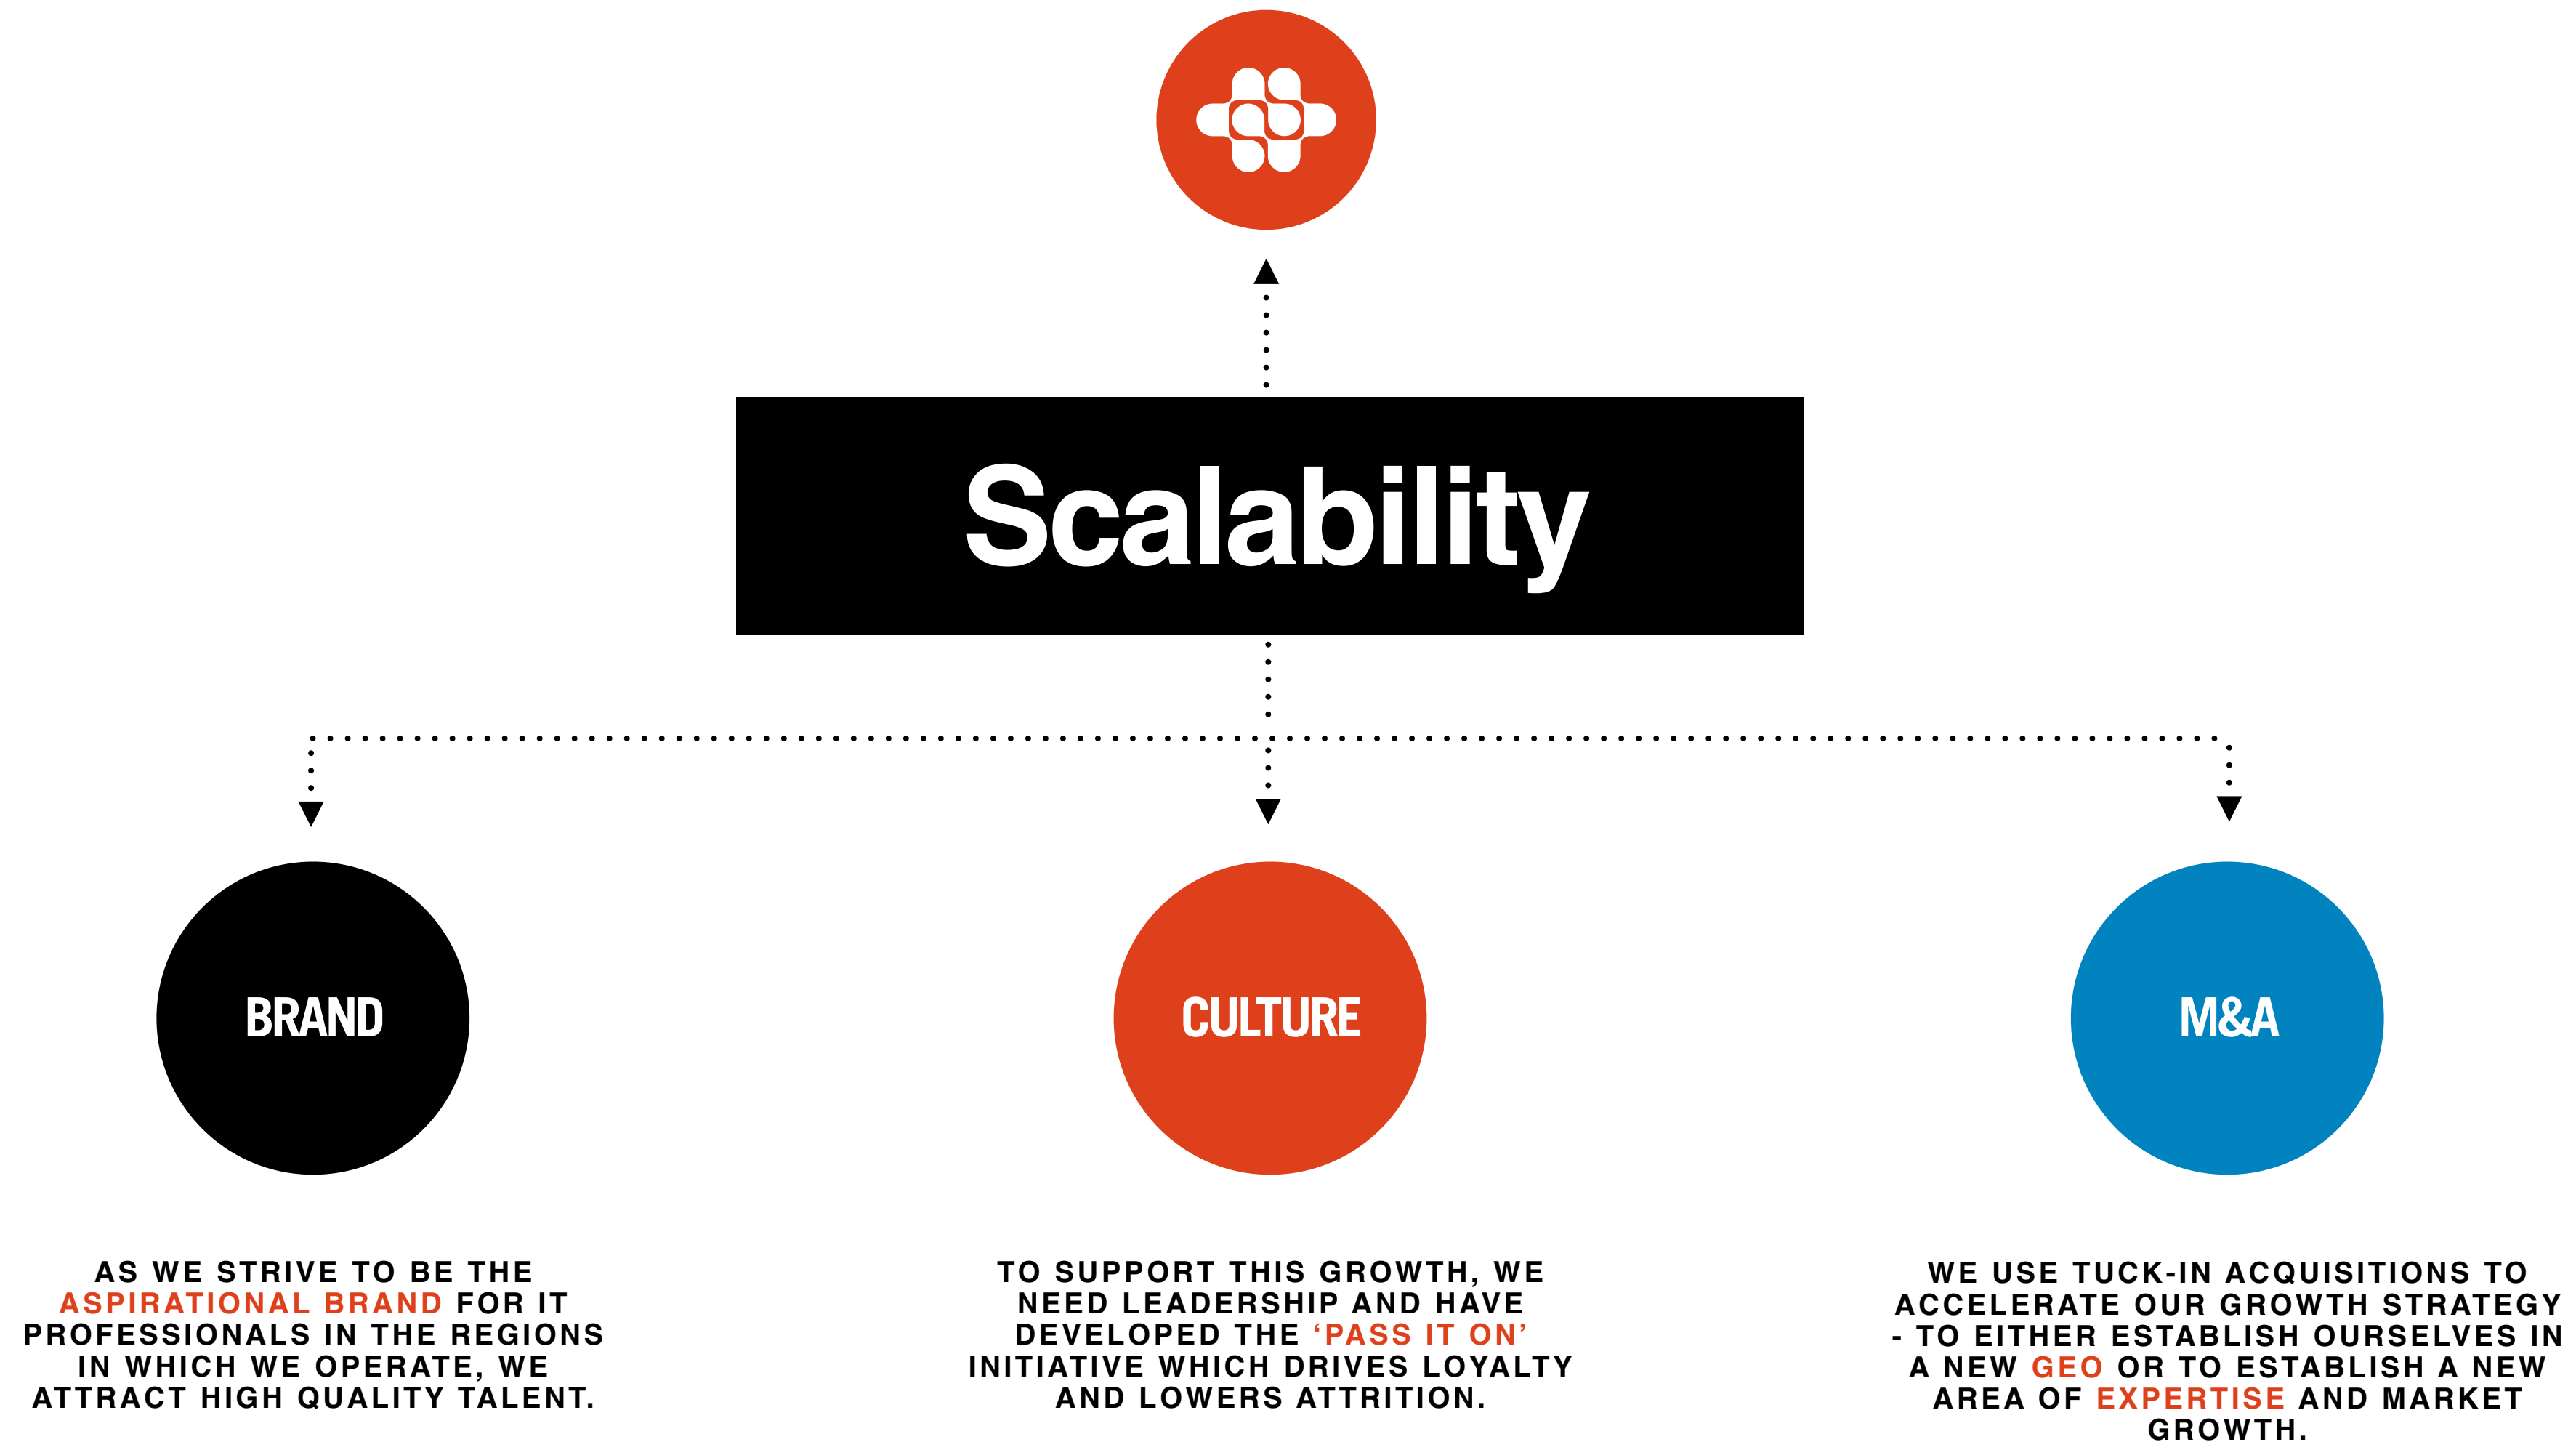 Scalability
BRAND
AS WE STRIVE TO BE THE
ASPIRATIONAL BRAND FOR IT
PROFESSIONALS IN THE REGIONS
IN WHICH WE OPERATE, WE
ATTRACT HIGH QUALITY TALENT.
CULTURE
TO SUPPORT THIS GROWTH, WE
NEED LEADERSHIP AND HAVE
DEVELOPED THE ‘PASS IT ON’
INITIATIVE WHICH DRIVES LOYALTY
AND LOWERS ATTRITION.
M&A
WE USE TUCK-IN ACQUISITIONS TO
ACCELERATE OUR GROWTH STRATEGY
- TO EITHER ESTABLISH OURSELVES IN
A NEW GEO OR TO ESTABLISH A NEW
AREA OF EXPERTISE AND MARKET
GROWTH.